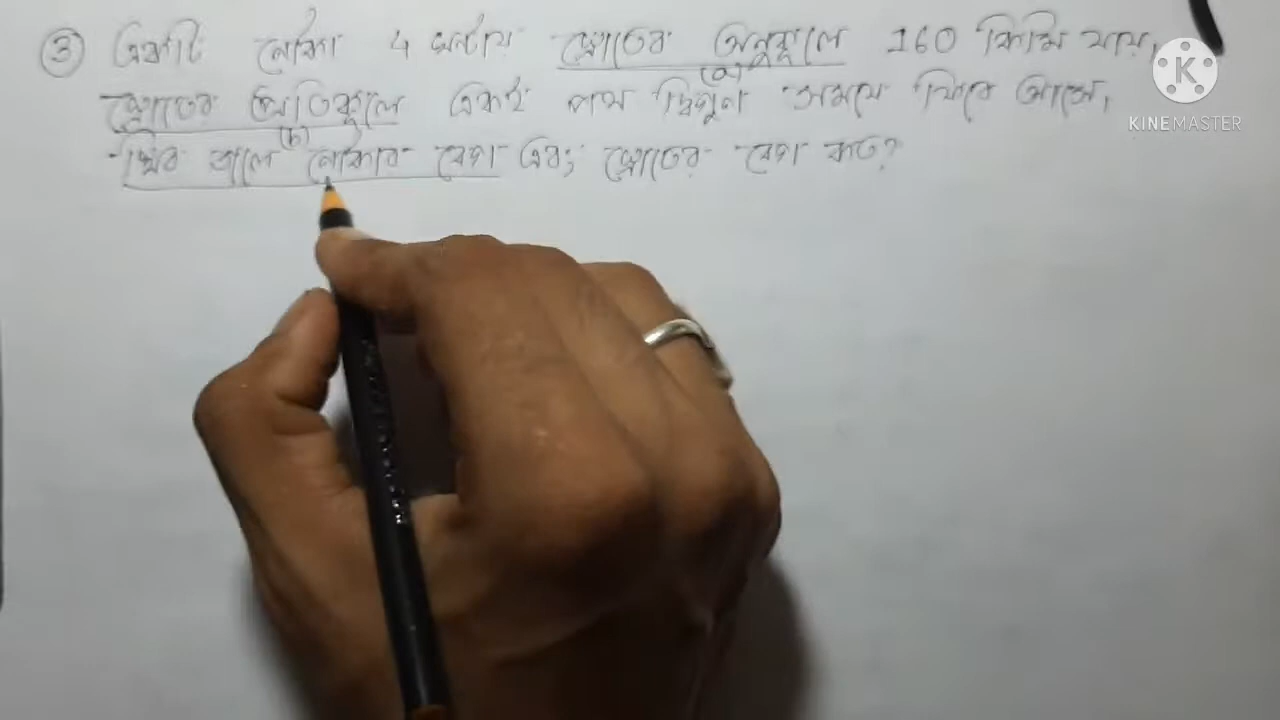 ③ একটি নৌকা 4 ঘন্টায় স্রোতের অনুকূলে 160 কিমি যায়,
(a)
স্রোতের প্রতিকূলে একই পথ দ্বিগুণ সময়ে ফিরে আসে,
(b)
স্থির জলে নৌকার বেগ এবং স্রোতের বেগ কত?
K
KINEMASTER